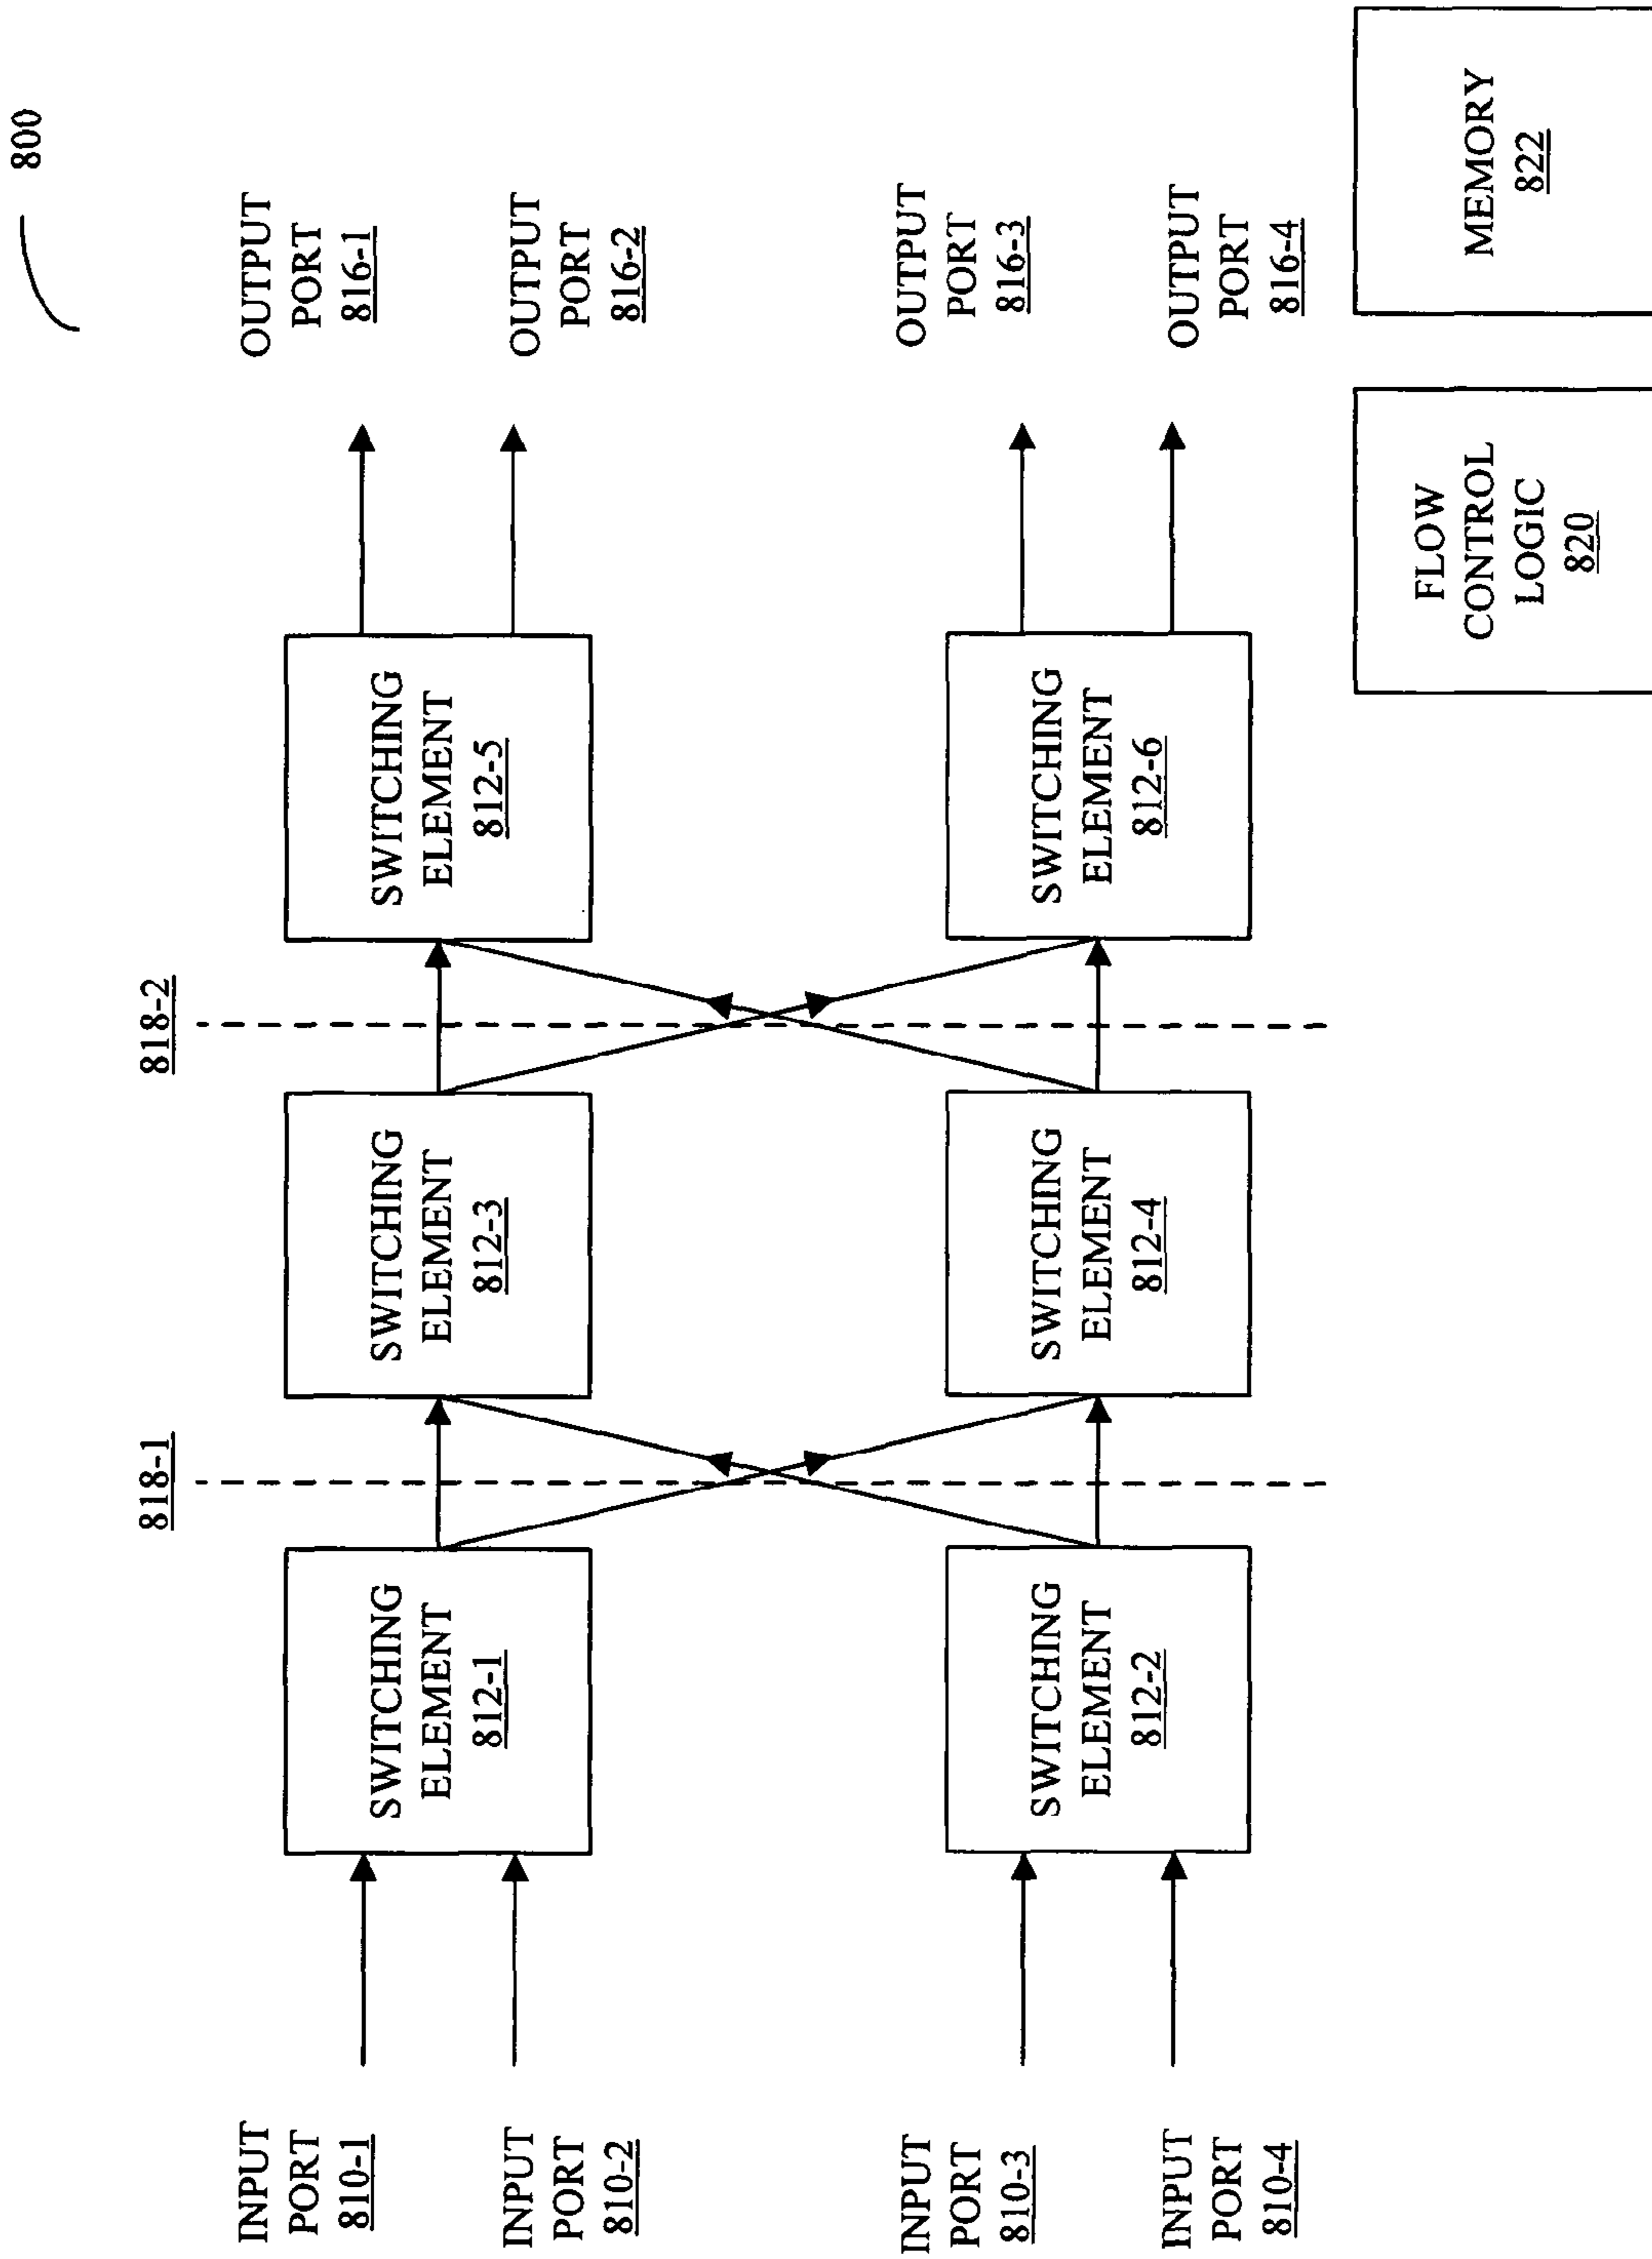 800
INPUT
PORT
810-1
INPUT
PORT
810-2
INPUT
PORT
810-3
INPUT
PORT
810-4
SWITCHING
ELEMENT
812-1
SWITCHING
ELEMENT
812-2
818-1
SWITCHING
ELEMENT
812-3
SWITCHING
ELEMENT
812-4
818-2
SWITCHING
ELEMENT
812-5
SWITCHING
ELEMENT
812-6
OUTPUT
PORT
816-1
OUTPUT
PORT
816-2
OUTPUT
PORT
816-3
OUTPUT
PORT
816-4
FLOW
CONTROL
LOGIC
820
MEMORY
822